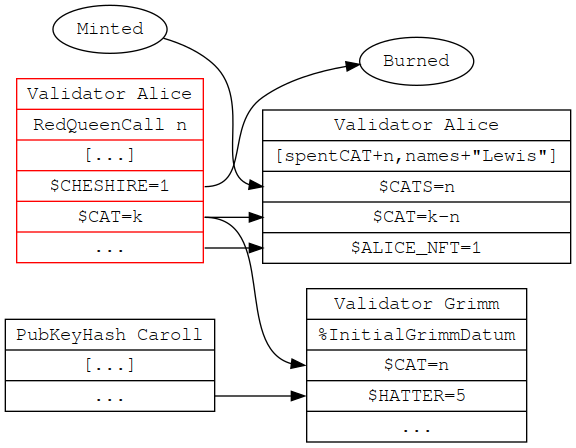 Minted
Burned
Validator Alice
RedQueenCall n
[...]
$CHESHIRE=1
$CAT=k
...
Validator Alice
[spentCAT+n,names+"Lewis"]
$CATS=n
$CAT=k-n
$ALICE_NFT=1
PubKeyHash Caroll
[...]
...
Validator Grimm
%InitialGrimmDatum
$CAT=n
$HATTER=5
...